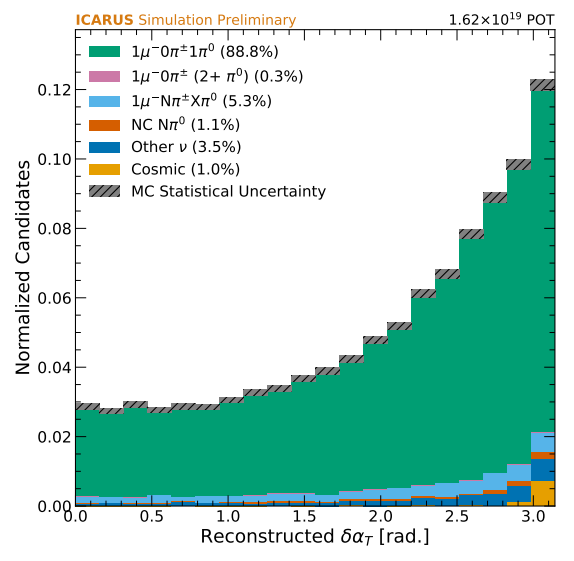 ICARUS Simulation Preliminary
1.62×10¹⁹ POT
1μ⁻0π±1π⁰ (88.8%)
1μ⁻0π± (2+ π⁰) (0.3%)
1μ⁻Nπ±Xπ⁰ (5.3%)
NC Nπ⁰ (1.1%)
Other ν (3.5%)
Cosmic (1.0%)
MC Statistical Uncertainty
Normalized Candidates
0.12
0.10
0.08
0.06
0.04
0.02
0.00
0.0 0.5 1.0 1.5 2.0 2.5 3.0
Reconstructed δα_T [rad.]